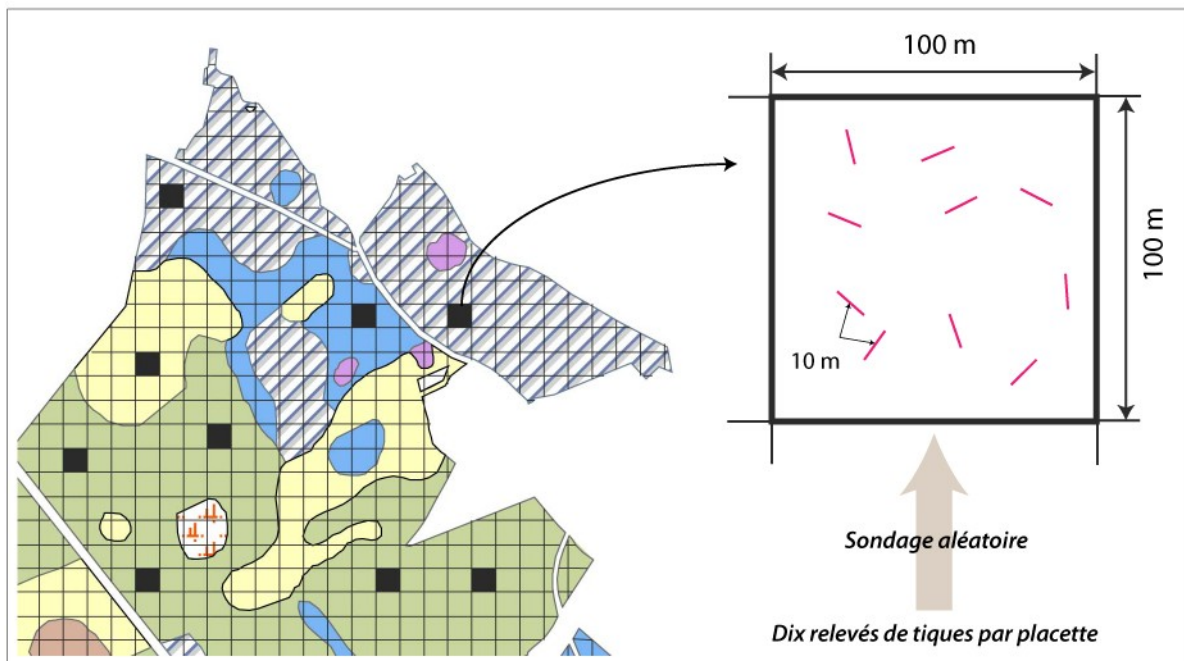 100 m
100 m
10 m
Sondage aléatoire
Dix relevés de tiques par placette